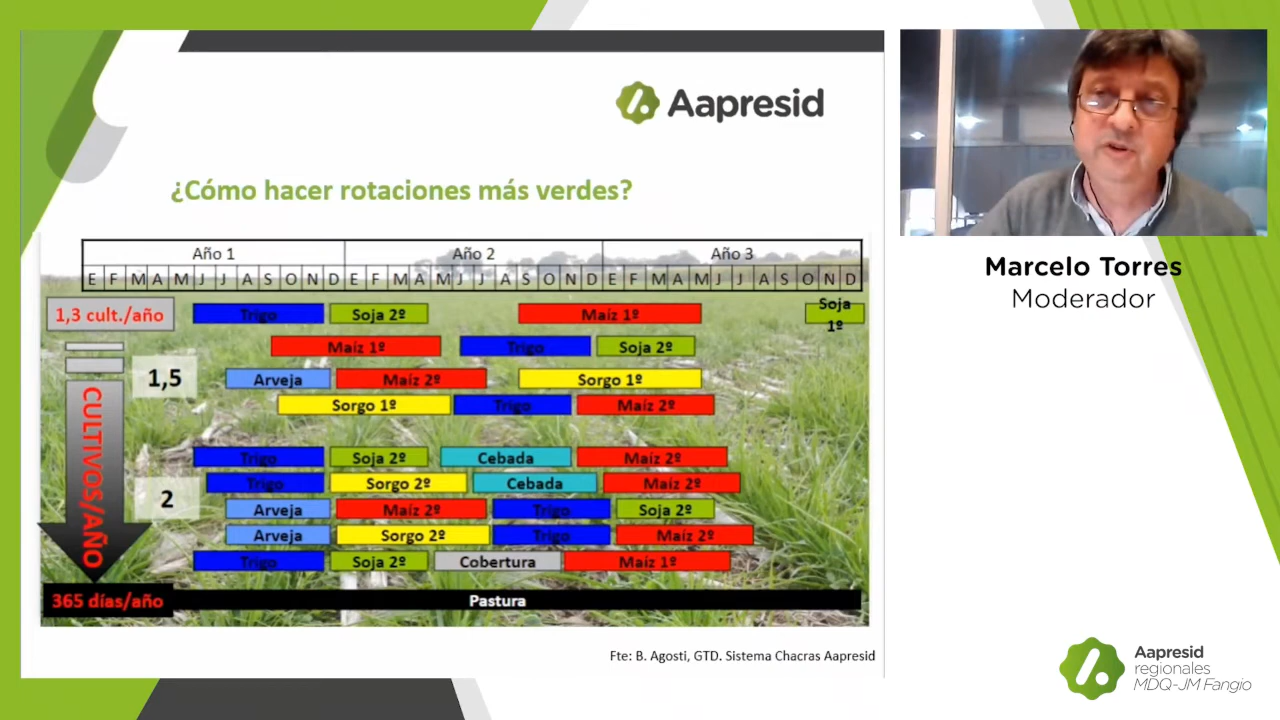 Aapresid
¿Cómo hacer rotaciones más verdes?
Año 1 Año 2 Año 3
E F M A M J J A S O N D E F M A M J J A S O N D E F M A M J J A S O N D
1,3 cult./año Trigo Soja 2º Maíz 1º Soja 1º
Maíz 1º Trigo Soja 2º
1,5 Arveja Maíz 2º Sorgo 1º
Sorgo 1º Trigo Maíz 2º
CULTIVOS/AÑO
Trigo Soja 2º Cebada Maíz 2º
2 Trigo Sorgo 2º Cebada Maíz 2º
Arveja Maíz 2º Trigo Soja 2º
Arveja Sorgo 2º Trigo Maíz 2º
Trigo Soja 2º Cobertura Maíz 1º
365 días/año Pastura
Fte: B. Agosti, GTD. Sistema Chacras Aapresid
Marcelo Torres
Moderador
Aapresid
regionales
MDQ-JM Fangio